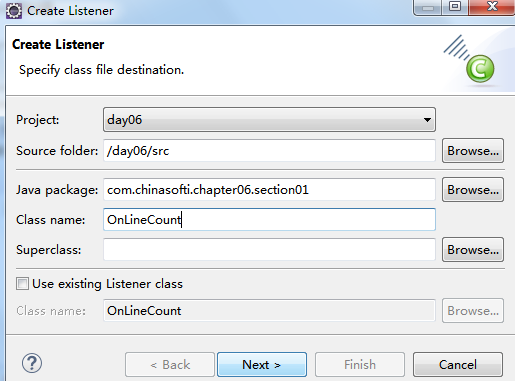 Create Listener
Create Listener
Specify class file destination.
Project: day06
Source folder: /day06/src Browse...
Java package: com.chinasofti.chapter06.section01 Browse...
Class name: OnLineCount
Superclass: Browse...
Use existing Listener class
Class name: OnLineCount Browse...
? < Back Next > Finish Cancel